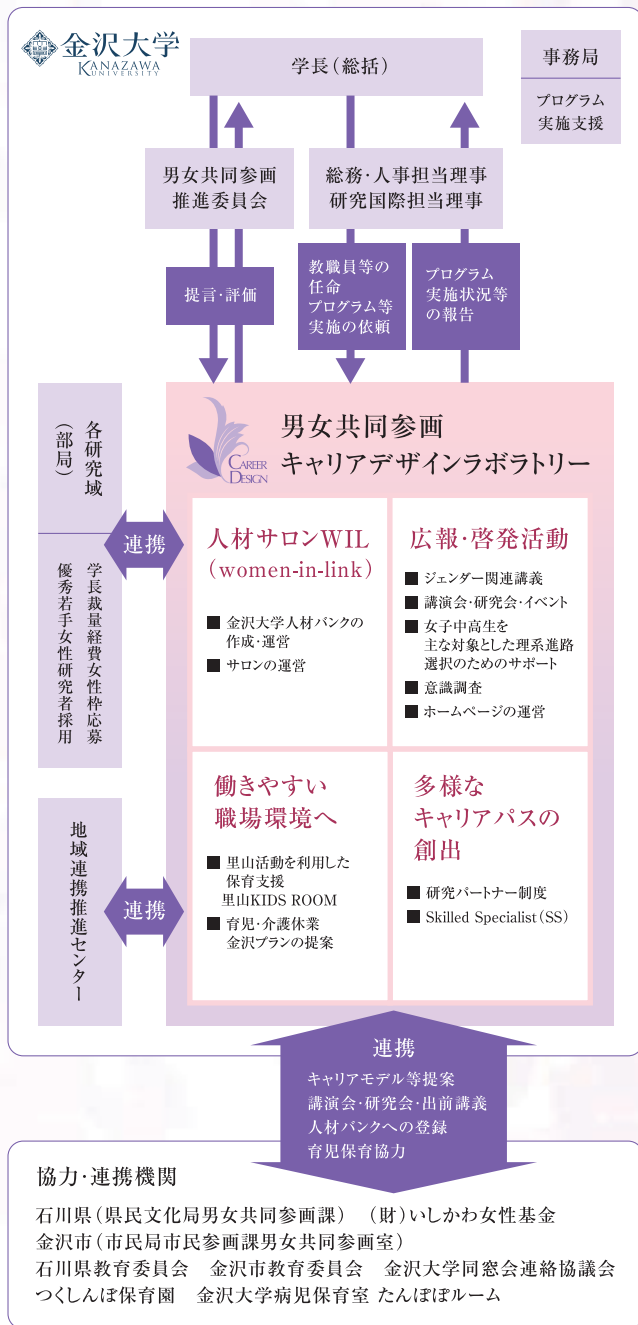 金沢大学
KANAZAWA
UNIVERSITY
学長(総括)
事務局
プログラム
実施支援
男女共同参画
推進委員会
総務・人事担当理事
研究国際担当理事
提言・評価
教職員等の
任命
プログラム等
実施の依頼
プログラム
実施状況等
の報告
各研究域
(部局)
学長裁量経費女性枠応募
優秀若手女性研究者採用
連携
CAREER
DESIGN
男女共同参画
キャリアデザインラボラトリー
人材サロンWIL
(women-in-link)
■ 金沢大学人材バンクの
作成・運営
■ サロンの運営
広報・啓発活動
■ ジェンダー関連講義
■ 講演会・研究会・イベント
■ 女子中高生を
主な対象とした理系進路
選択のためのサポート
■ 意識調査
■ ホームページの運営
地域連携推進センター
連携
働きやすい
職場環境へ
■ 里山活動を利用した
保育支援
里山KIDS ROOM
■ 育児・介護休業
金沢プランの提案
多様な
キャリアパスの
創出
■ 研究パートナー制度
■ Skilled Specialist(SS)
連携
キャリアモデル等提案
講演会・研究会・出前講義
人材バンクへの登録
育児保育協力
協力・連携機関
石川県(県民文化局男女共同参画課) (財)いしかわ女性基金
金沢市(市民局市民参画課男女共同参画室)
石川県教育委員会 金沢市教育委員会 金沢大学同窓会連絡協議会
つくしんぼ保育園 金沢大学病児保育室 たんぽぽルーム